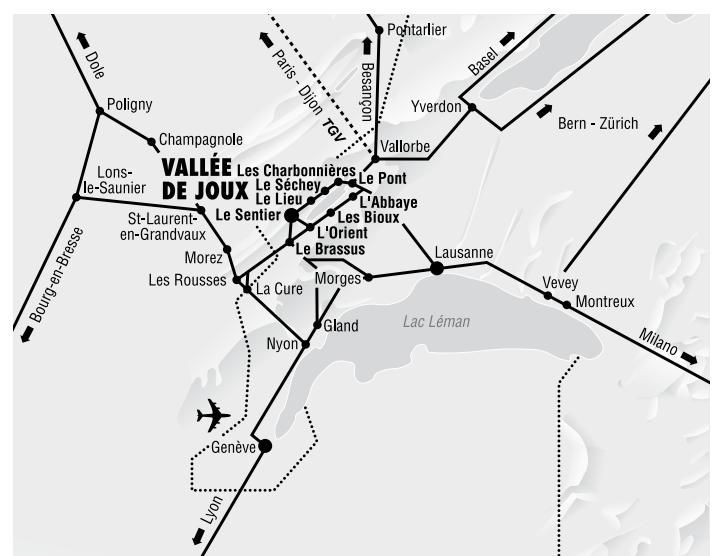 Pontarlier
Dole
Paris - Dijon TGV
Besançon
Basel
Poligny
Yverdon
Bern - Zürich
Champagnole
Vallorbe
VALLÉE
DE JOUX
Les Charbonnières
Le Pont
Lons-
le-Saunier
Le Séchey
Le Lieu
L'Abbaye
Le Sentier
Les Bioux
St-Laurent-
en-Grandvaux
L'Orient
Le Brassus
Morez
Lausanne
Bourg-en-Bresse
Les Rousses
La Cure
Morges
Vevey
Montreux
Gland
Lac Léman
Nyon
Milano
Genève
Lyon